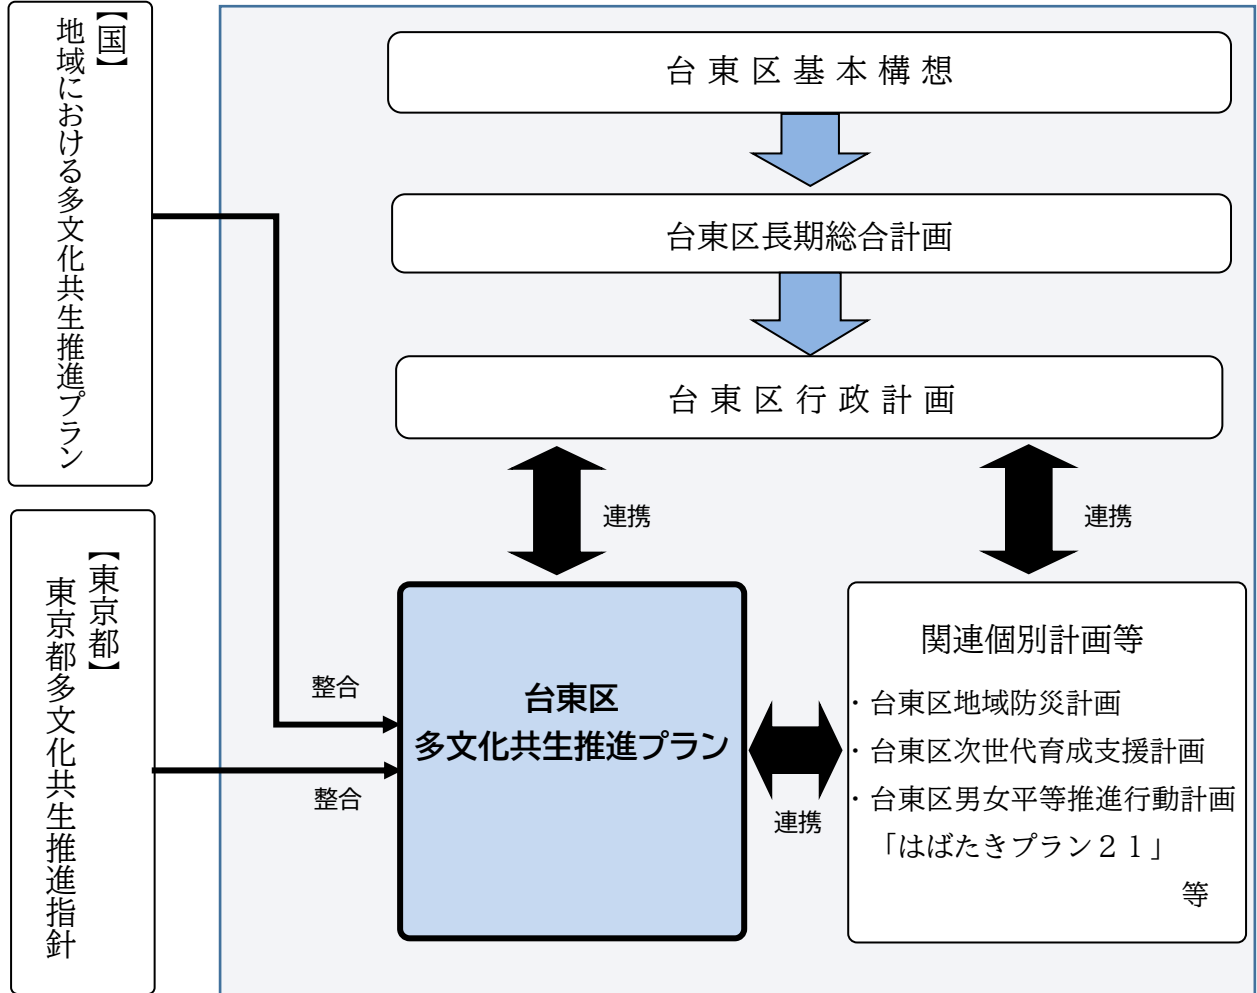 【国】
地域における多文化共生推進プラン
【東京都】
東京都多文化共生推進指針
台東区基本構想
台東区長期総合計画
台東区行政計画
連携
連携
整合
整合
台東区
多文化共生推進プラン
連携
関連個別計画等
・台東区地域防災計画
・台東区次世代育成支援計画
・台東区男女平等推進行動計画
「はばたきプラン２１」
等